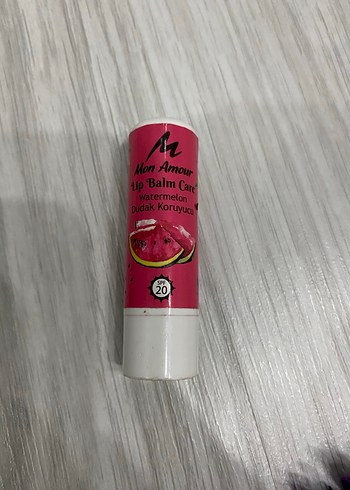 M
Mon Amour
Lip Balm Care
Watermelon
Dudak Koruyucu
SPF
20